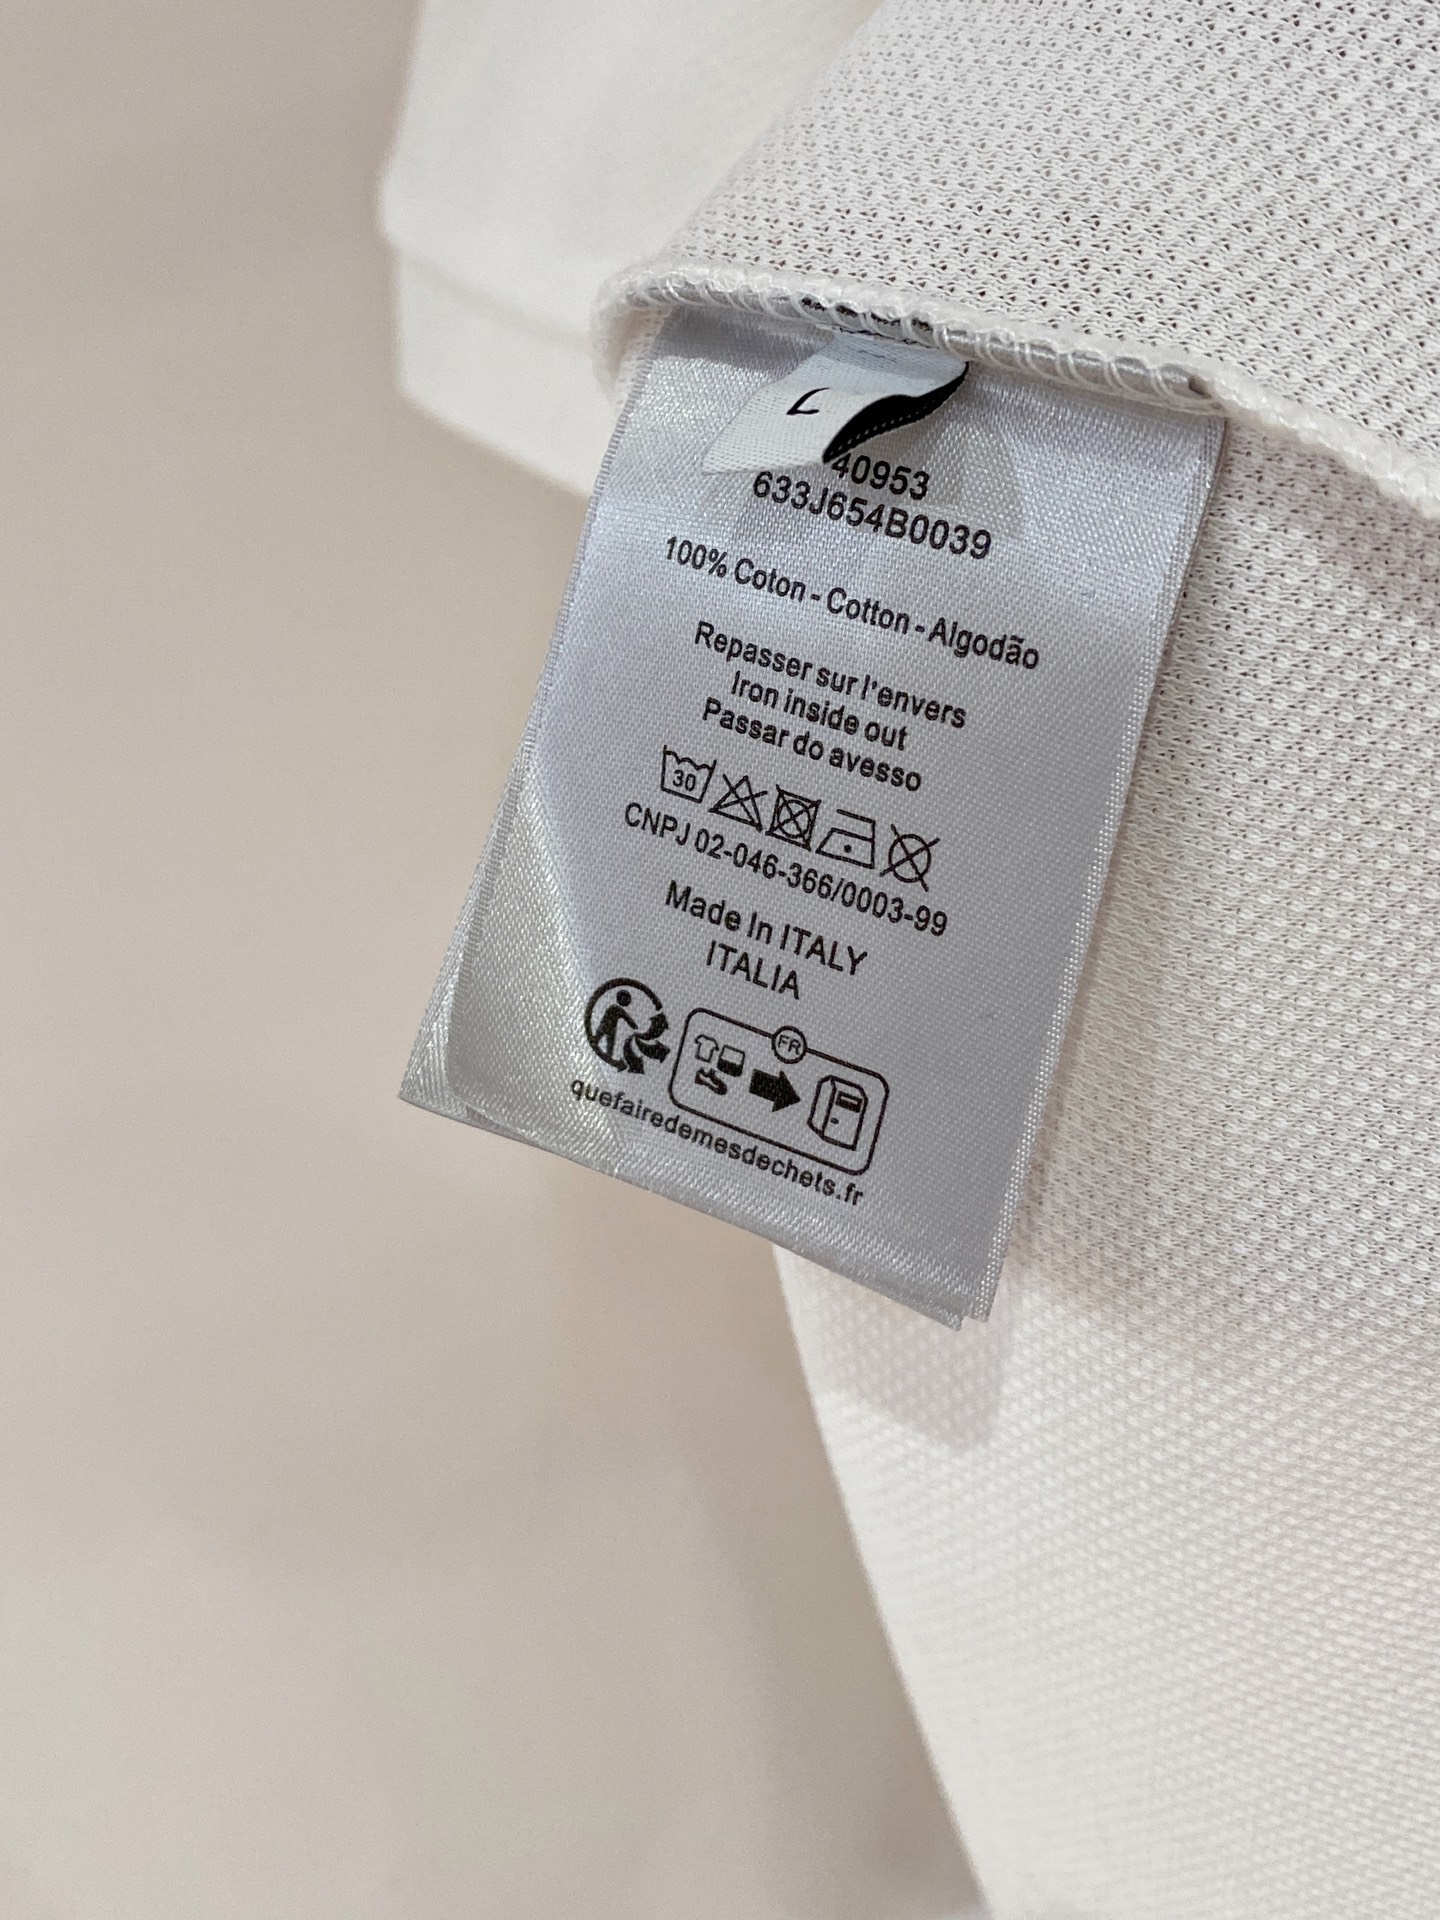 L
40953
633J654B0039
100% Coton - Cotton - Algodão
Repasser sur l'envers
Iron inside out
Passar do avesso
30
CNPJ 02-046-366/0003-99
Made In ITALY
ITALIA
FR
quefairedemesdechets.fr